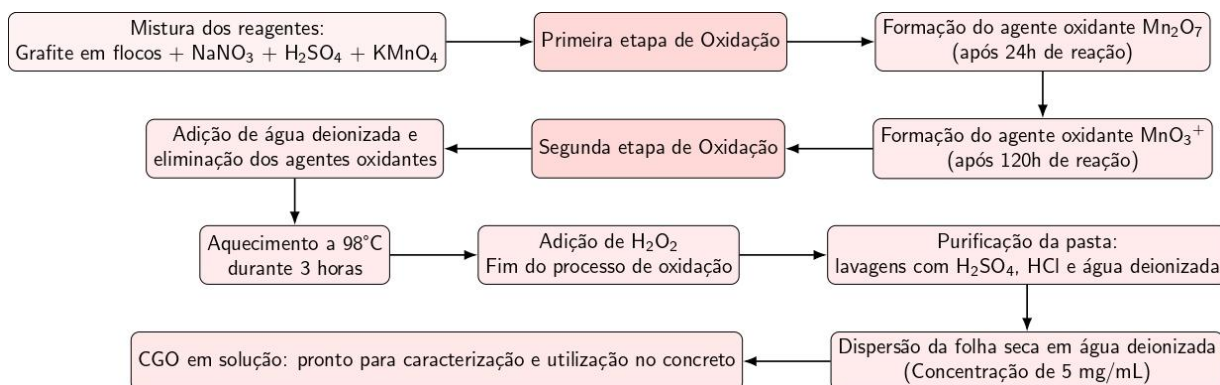 Mistura dos reagentes:
Grafite em flocos + NaNO₃ + H₂SO₄ + KMnO₄
Primeira etapa de Oxidação
Formação do agente oxidante Mn₂O₇
(após 24h de reação)
Formação do agente oxidante MnO₃⁺
(após 120h de reação)
Segunda etapa de Oxidação
Adição de água deionizada e
eliminação dos agentes oxidantes
Aquecimento a 98°C
durante 3 horas
Adição de H₂O₂
Fim do processo de oxidação
Purificação da pasta:
lavagens com H₂SO₄, HCl e água deionizada
Dispersão da folha seca em água deionizada
(Concentração de 5 mg/mL)
CGO em solução: pronto para caracterização e utilização no concreto